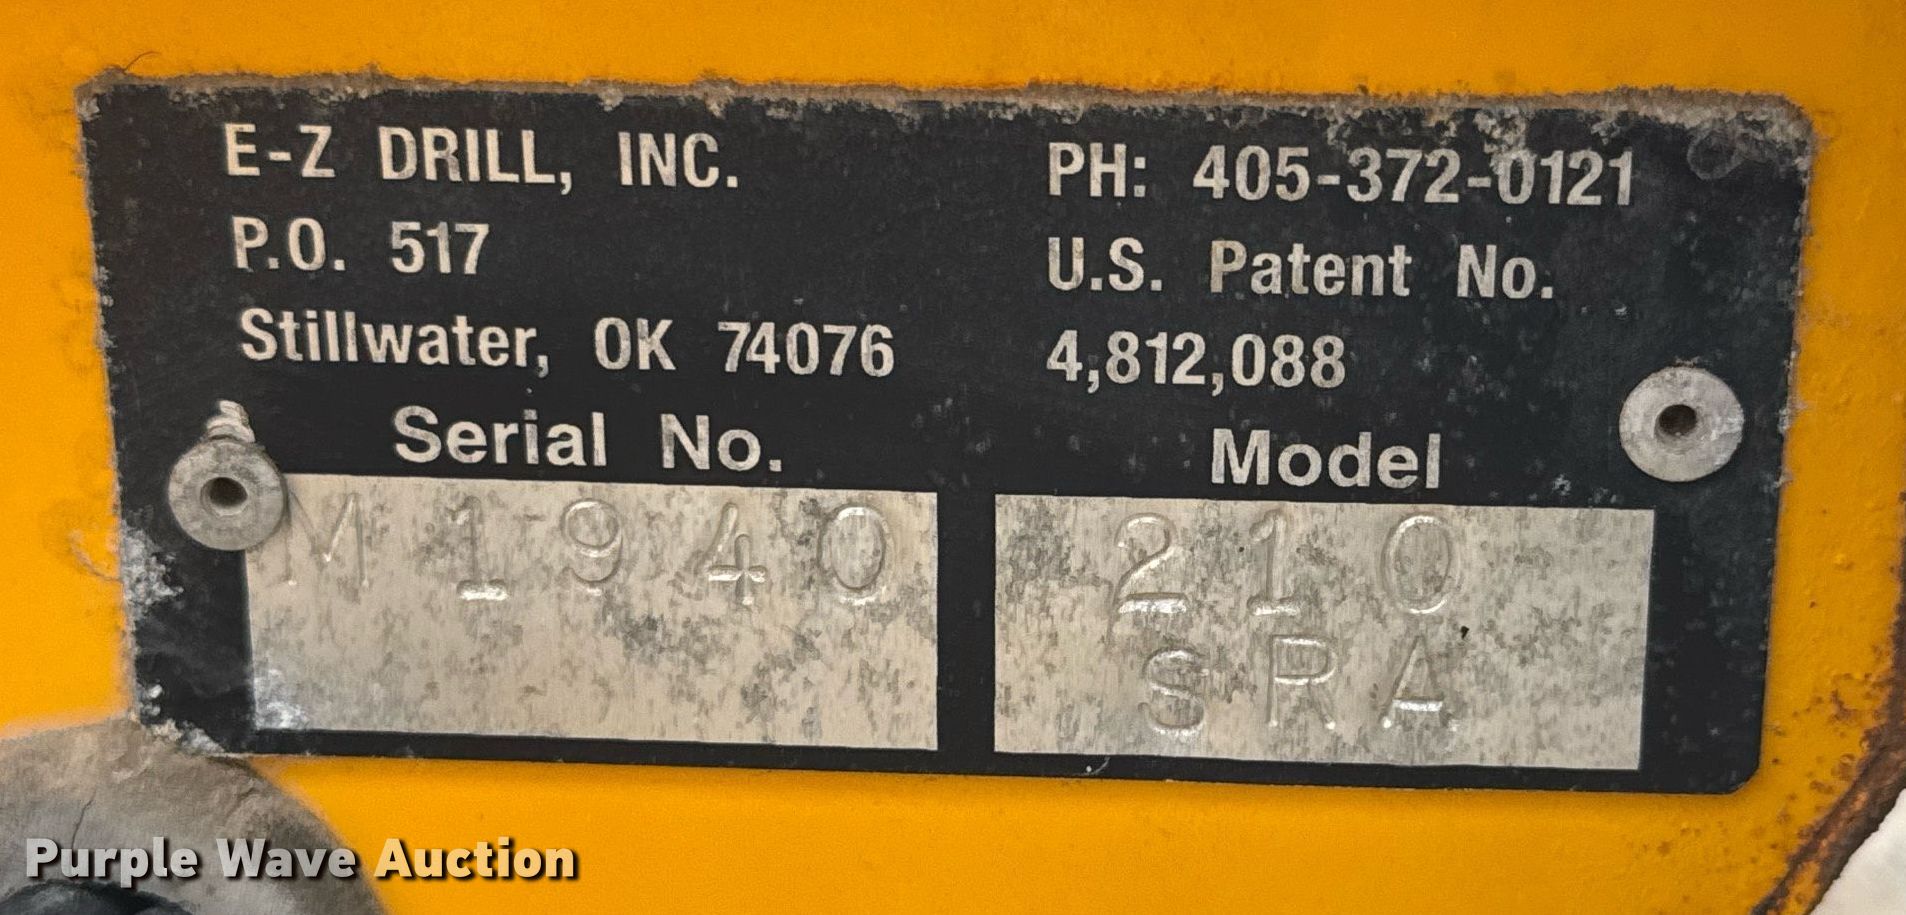 E-Z DRILL, INC.
P.O. 517
Stillwater, OK 74076
PH: 405-372-0121
U.S. Patent No.
4,812,088
Serial No.
M1940
Model
210
SRA
Purple Wave Auction